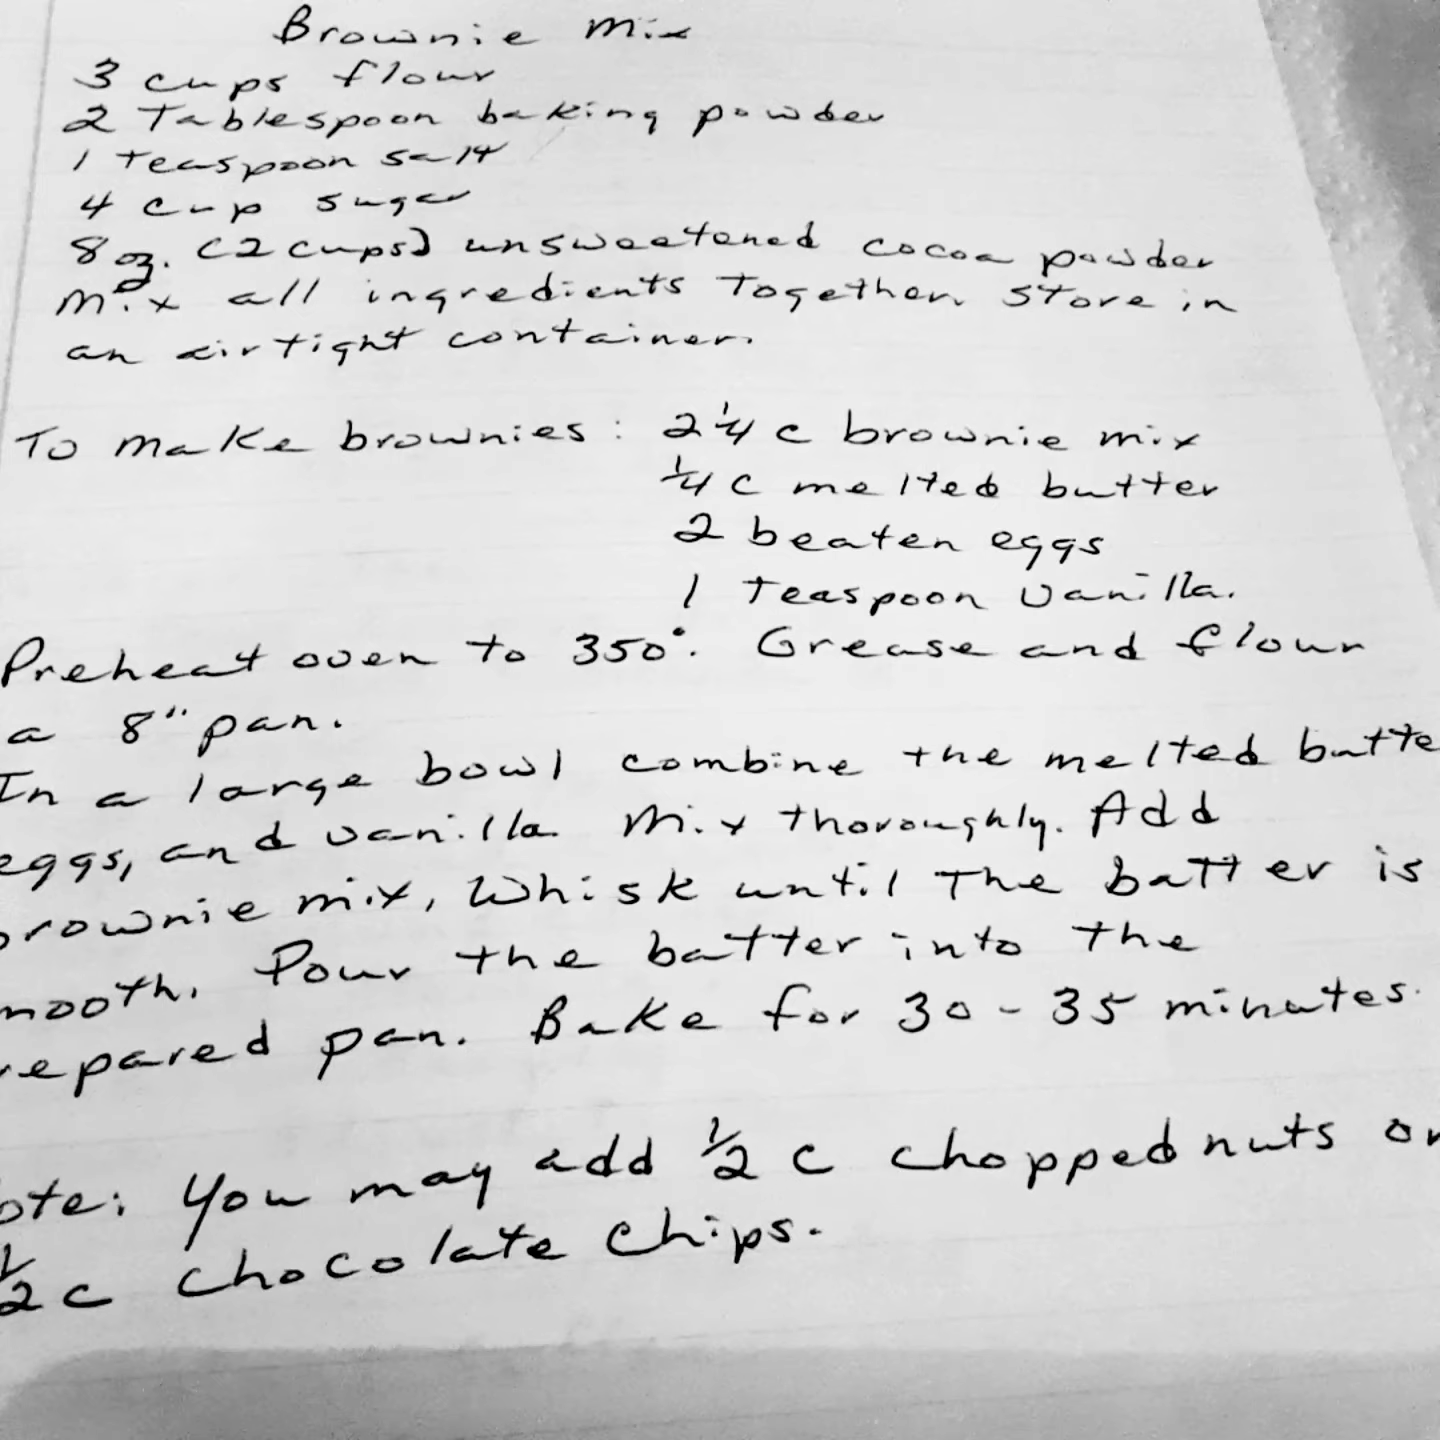 Brownie Mix
3 cups flour
2 Tablespoon baking powder
1 teaspoon salt
4 cup sugar
8 oz. (2 cups) unsweetened cocoa powder
Mix all ingredients together. Store in
an airtight container.
To make brownies: 2 1/4 c brownie mix
1/4 c melted butter
2 beaten eggs
1 teaspoon vanilla.
Preheat oven to 350°. Grease and flour
a 8" pan.
In a large bowl combine the melted butte
eggs, and vanilla. Mix thoroughly. Add
rownie mix, Whisk until the batter is
mooth. Pour the batter into the
repared pan. Bake for 30-35 minutes.
ote: You may add 1/2 c chopped nuts or
1/2 c chocolate chips.